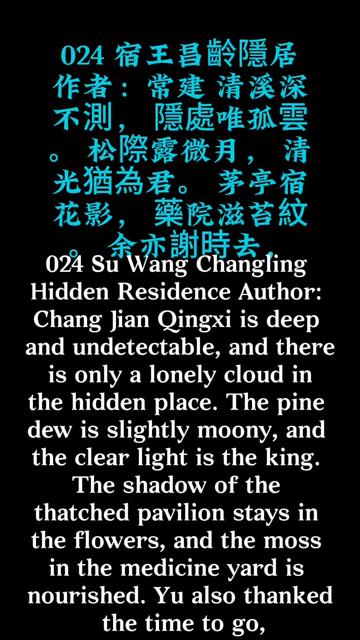 024 宿王昌齡隱居
作者：常建 清溪深
不測， 隱處唯孤雲
。 松際露微月， 清
光猶為君。 茅亭宿
花影， 藥院滋苔紋
。 余亦謝時去，
024 Su Wang Changling
Hidden Residence Author:
Chang Jian Qingxi is deep
and undetectable, and there
is only a lonely cloud in
the hidden place. The pine
dew is slightly moony, and
the clear light is the king.
The shadow of the
thatched pavilion stays in
the flowers, and the moss
in the medicine yard is
nourished. Yu also thanked
the time to go,